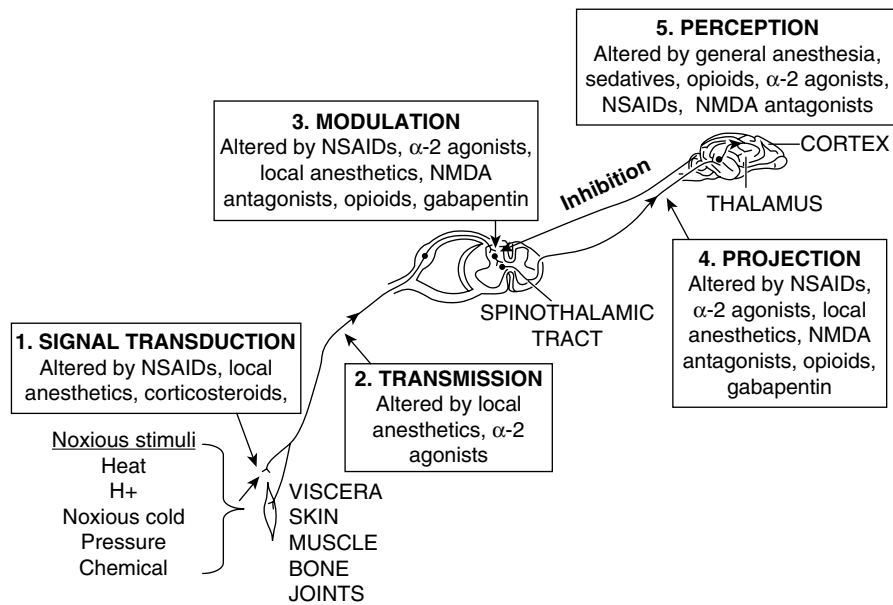 5. PERCEPTION
Altered by general anesthesia,
sedatives, opioids, α-2 agonists,
NSAIDs, NMDA antagonists
3. MODULATION
Altered by NSAIDs, α-2 agonists,
local anesthetics, NMDA
antagonists, opioids, gabapentin
Inhibition
CORTEX
THALAMUS
4. PROJECTION
Altered by NSAIDs,
α-2 agonists, local
anesthetics, NMDA
antagonists, opioids,
gabapentin
SPINOTHALAMIC
TRACT
1. SIGNAL TRANSDUCTION
Altered by NSAIDs, local
anesthetics, corticosteroids,
2. TRANSMISSION
Altered by local
anesthetics, α-2
agonists
Noxious stimuli
Heat
H+
Noxious cold
Pressure
Chemical
VISCERA
SKIN
MUSCLE
BONE
JOINTS